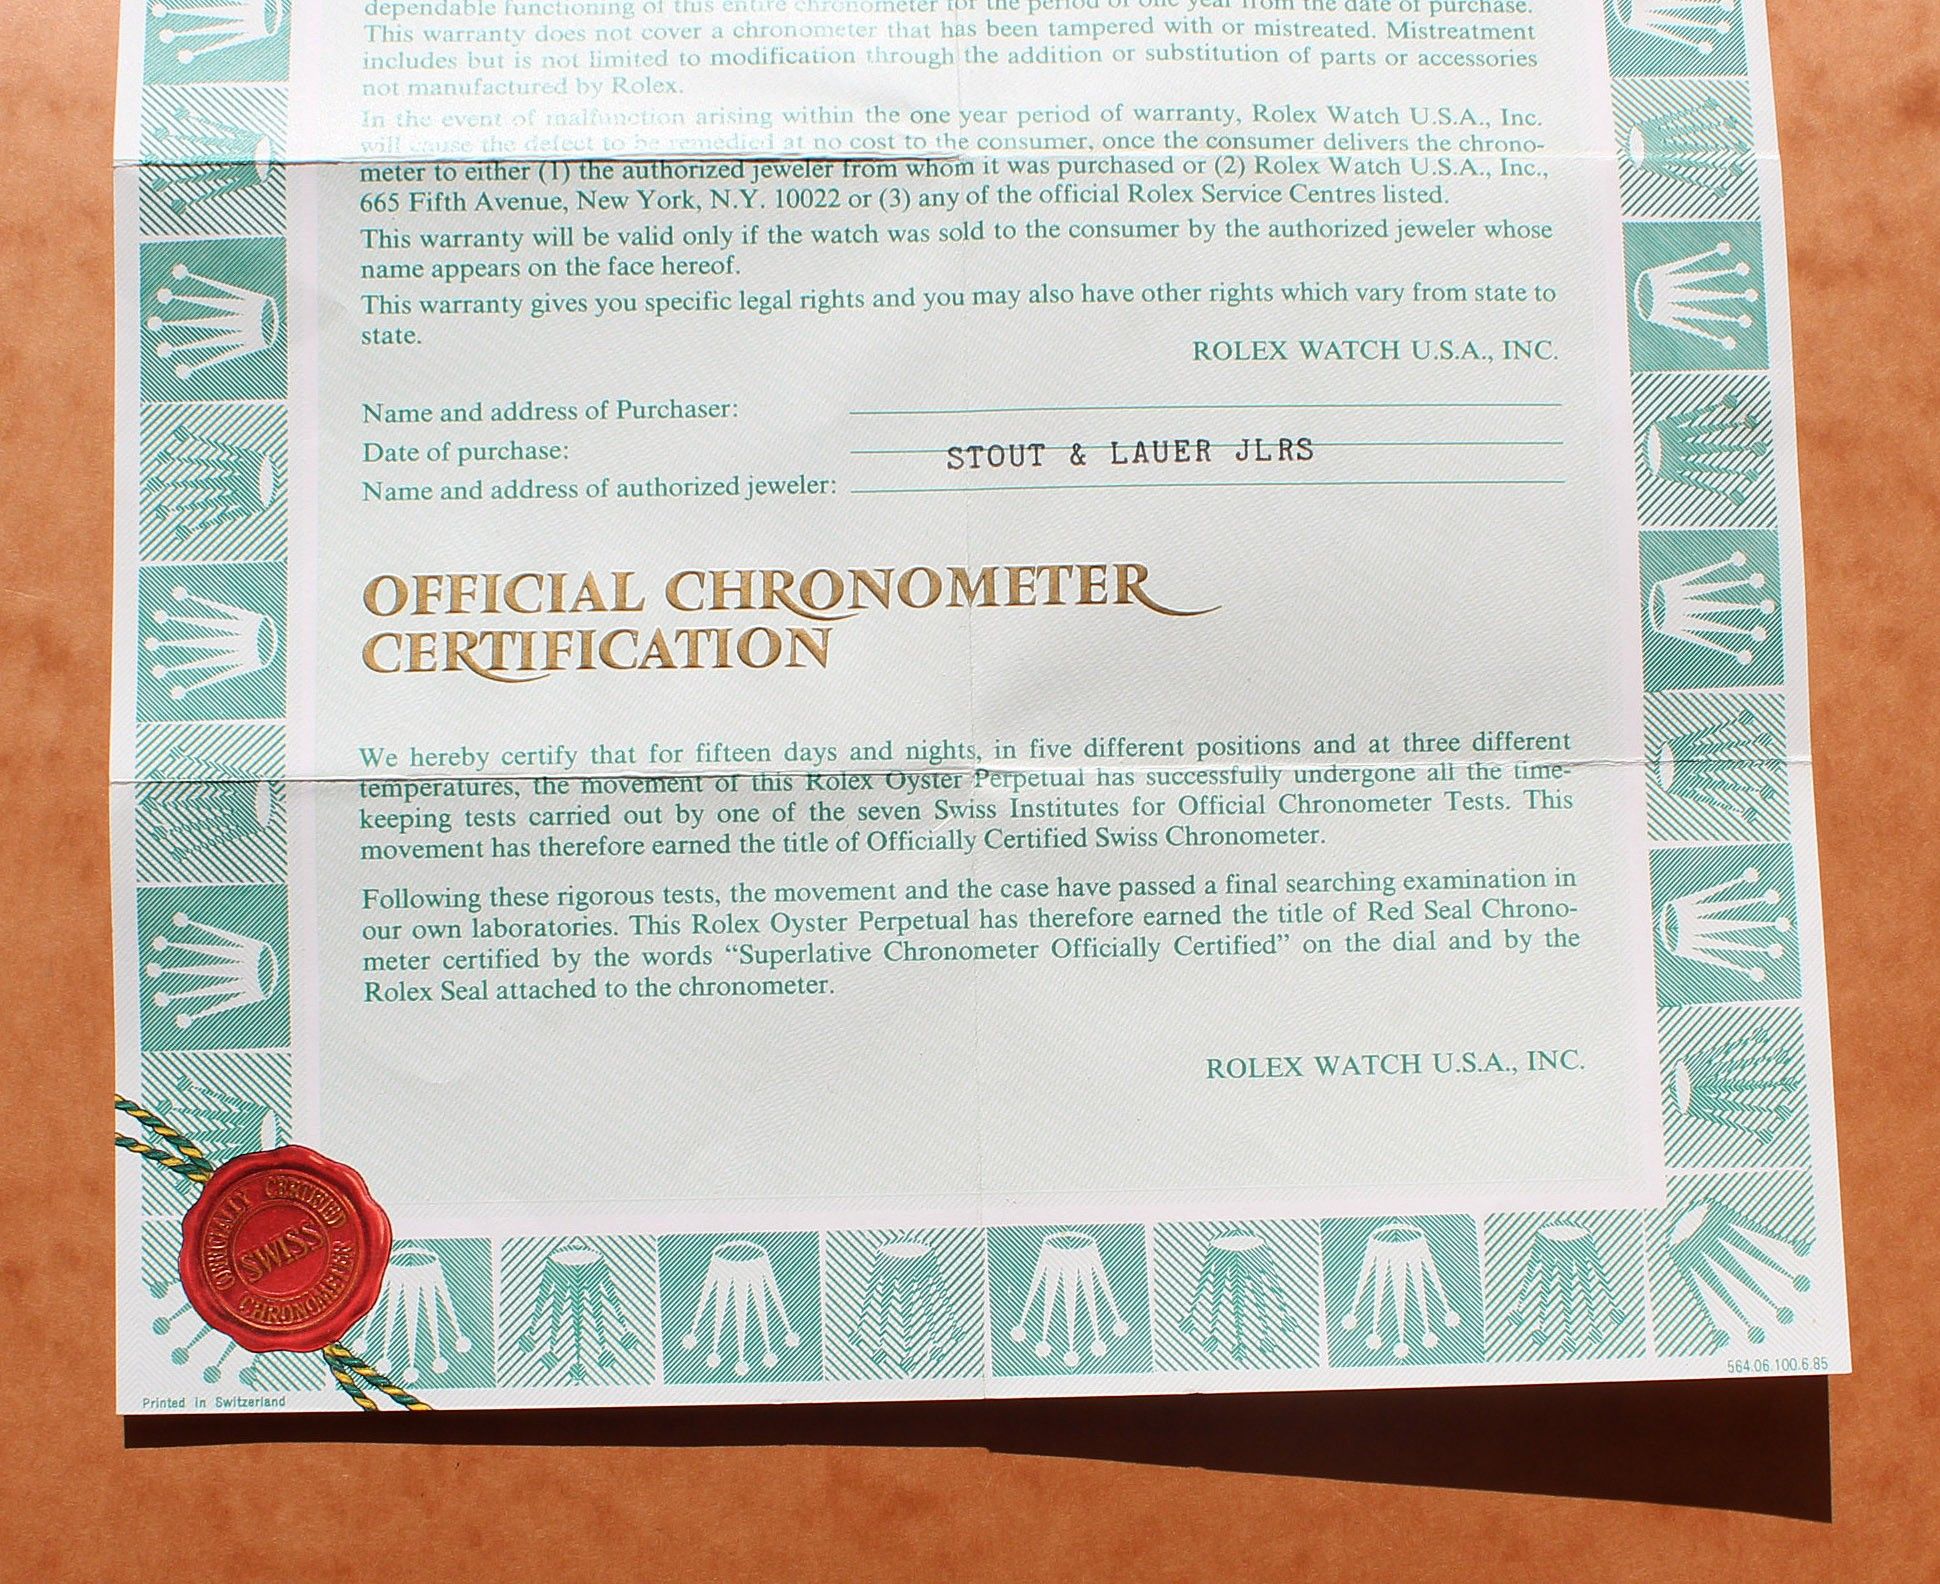 dependable functioning of this entire chronometer for the period of one year from the date of purchase.
This warranty does not cover a chronometer that has been tampered with or mistreated. Mistreatment
includes but is not limited to modification through the addition or substitution of parts or accessories
not manufactured by Rolex.
In the event of malfunction arising within the one year period of warranty, Rolex Watch U.S.A., Inc.
will cause the defect to be remedied at no cost to the consumer, once the consumer delivers the chrono-
meter to either (1) the authorized jeweler from whom it was purchased or (2) Rolex Watch U.S.A., Inc.,
665 Fifth Avenue, New York, N.Y. 10022 or (3) any of the official Rolex Service Centres listed.
This warranty will be valid only if the watch was sold to the consumer by the authorized jeweler whose
name appears on the face hereof.
This warranty gives you specific legal rights and you may also have other rights which vary from state to
state.
ROLEX WATCH U.S.A., INC.
Name and address of Purchaser:
Date of purchase:
STOUT & LAUER JLRS
Name and address of authorized jeweler:
OFFICIAL CHRONOMETER
CERTIFICATION
We hereby certify that for fifteen days and nights, in five different positions and at three different
temperatures, the movement of this Rolex Oyster Perpetual has successfully undergone all the time-
keeping tests carried out by one of the seven Swiss Institutes for Official Chronometer Tests. This
movement has therefore earned the title of Officially Certified Swiss Chronometer.
Following these rigorous tests, the movement and the case have passed a final searching examination in
our own laboratories. This Rolex Oyster Perpetual has therefore earned the title of Red Seal Chrono-
meter certified by the words “Superlative Chronometer Officially Certified” on the dial and by the
Rolex Seal attached to the chronometer.
ROLEX WATCH U.S.A., INC.
OFFICIALLY CERTIFIED
SWISS
CHRONOMETER
Printed in Switzerland
564.06.100.6.85